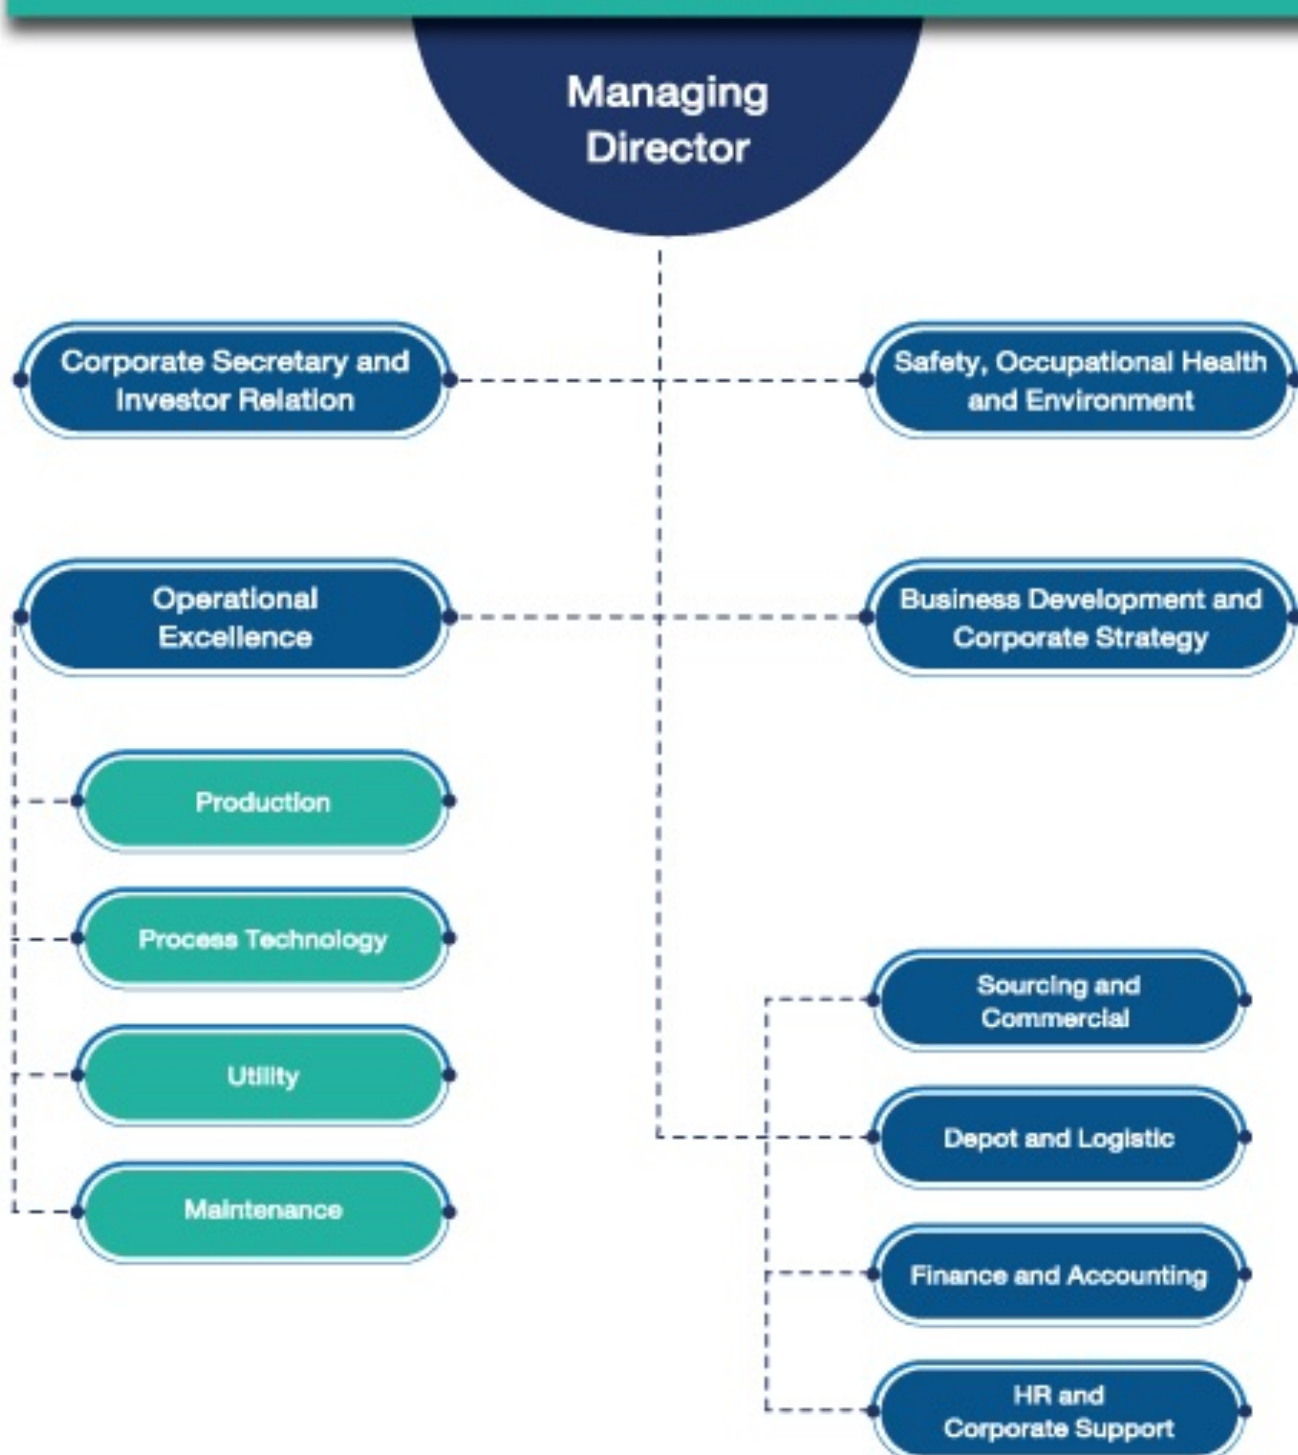 Managing
Director
Corporate Secretary and
Investor Relation
Safety, Occupational Health
and Environment
Operational
Excellence
Business Development and
Corporate Strategy
Production
Process Technology
Utility
Maintenance
Sourcing and
Commercial
Depot and Logistic
Finance and Accounting
HR and
Corporate Support